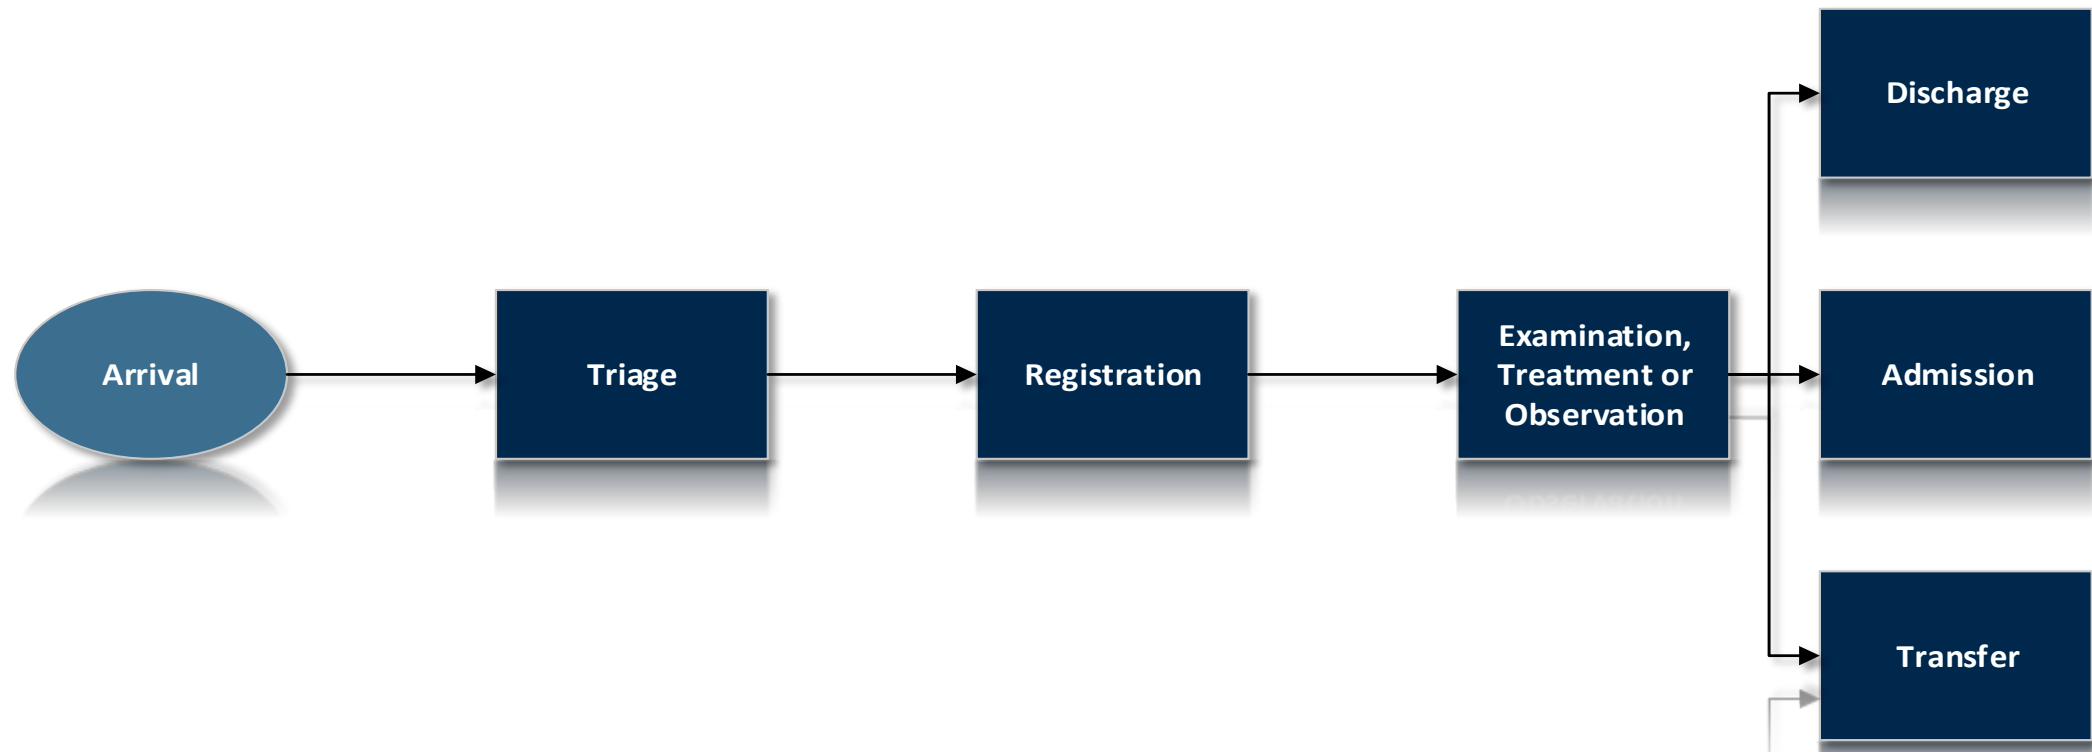 Arrival
Triage
Registration
Examination,
Treatment or
Observation
Discharge
Admission
Transfer